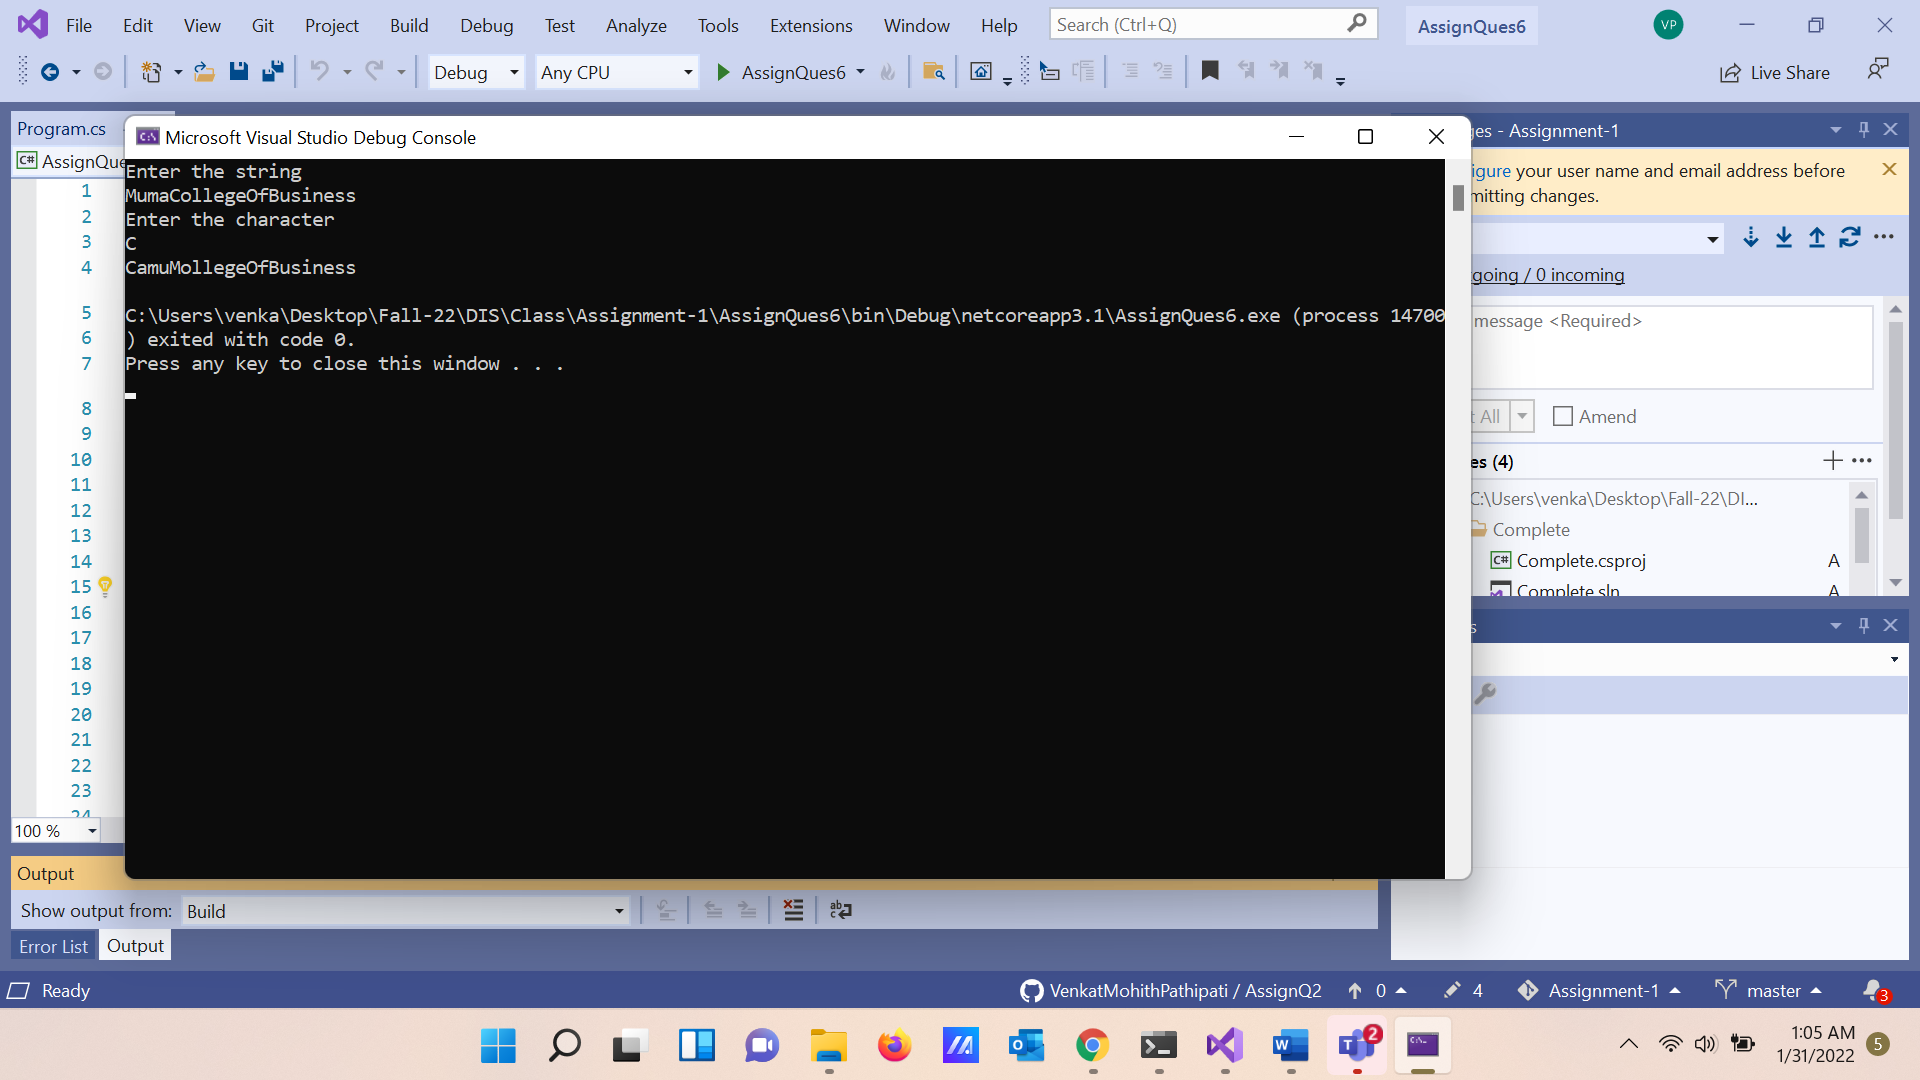 File Edit View Git Project Build Debug Test Analyze Tools Extensions Window Help Search (Ctrl+Q) AssignQues6 VP
Debug Any CPU AssignQues6 Live Share
Program.cs
C# AssignQue
1
2
3
4
5
6
7
8
9
10
11
12
13
14
15
16
17
18
19
20
21
22
23
24
100 %
Microsoft Visual Studio Debug Console
Enter the string
MumaCollegeOfBusiness
Enter the character
C
CamuMollegeOfBusiness
C:\Users\venka\Desktop\Fall-22\DIS\Class\Assignment-1\AssignQues6\bin\Debug\netcoreapp3.1\AssignQues6.exe (process 14700
) exited with code 0.
Press any key to close this window . . .
es - Assignment-1
igure your user name and email address before
mitting changes.
going / 0 incoming
message <Required>
t All Amend
es (4)
C:\Users\venka\Desktop\Fall-22\DI...
Complete
C# Complete.csproj A
Complete.sln A
s
Output
Show output from: Build
Error List Output
Ready VenkatMohithPathipati / AssignQ2 0 4 Assignment-1 master 3
2
1:05 AM
1/31/2022
5